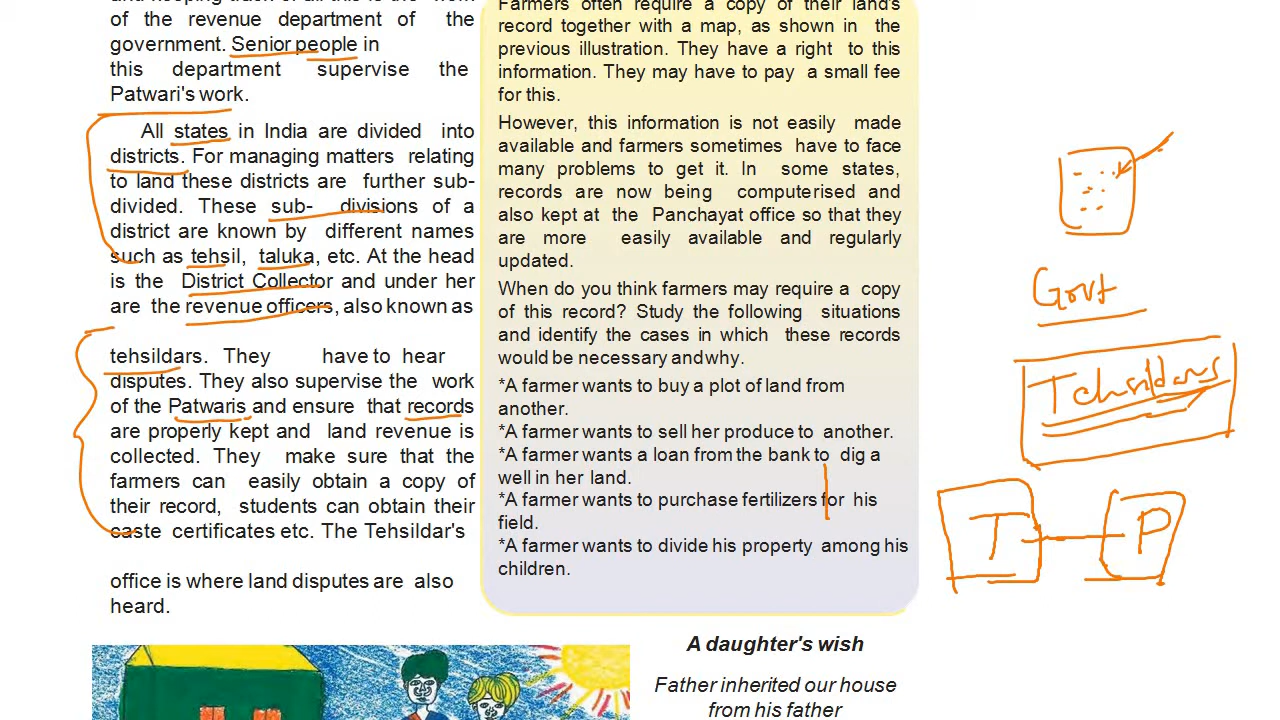 and keeping track of all this is the work
of the revenue department of the
government. Senior people in
this department supervise the
Patwari's work.
All states in India are divided into
districts. For managing matters relating
to land these districts are further sub-
divided. These sub- divisions of a
district are known by different names
such as tehsil, taluka, etc. At the head
is the District Collector and under her
are the revenue officers, also known as
tehsildars. They have to hear
disputes. They also supervise the work
of the Patwaris and ensure that records
are properly kept and land revenue is
collected. They make sure that the
farmers can easily obtain a copy of
their record, students can obtain their
caste certificates etc. The Tehsildar's
office is where land disputes are also
heard.
Farmers often require a copy of their land's
record together with a map, as shown in the
previous illustration. They have a right to this
information. They may have to pay a small fee
for this.
However, this information is not easily made
available and farmers sometimes have to face
many problems to get it. In some states,
records are now being computerised and
also kept at the Panchayat office so that they
are more easily available and regularly
updated.
When do you think farmers may require a copy
of this record? Study the following situations
and identify the cases in which these records
would be necessary and why.
*A farmer wants to buy a plot of land from
another.
*A farmer wants to sell her produce to another.
*A farmer wants a loan from the bank to dig a
well in her land.
*A farmer wants to purchase fertilizers for his
field.
*A farmer wants to divide his property among his
children.
A daughter's wish
Father inherited our house
from his father
Govt
Tehsildars
T
P